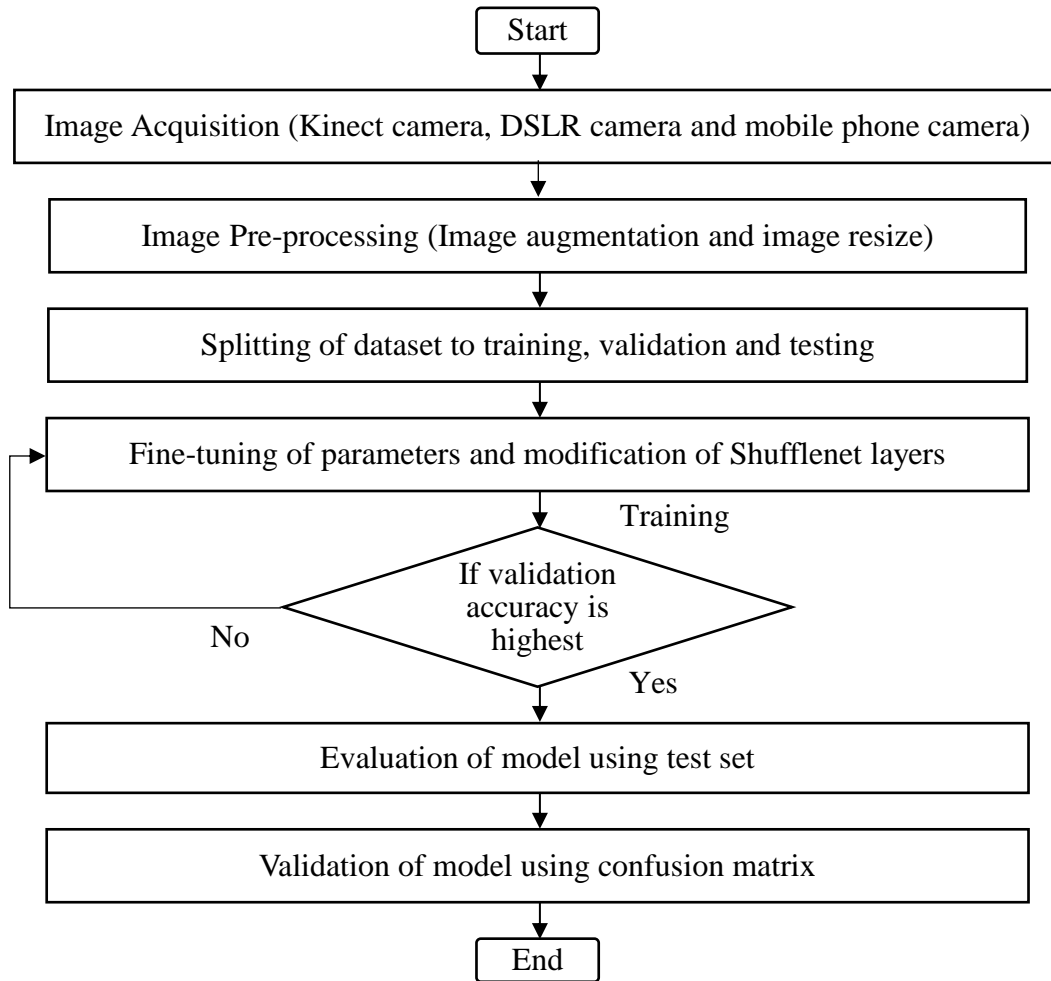 Start
Image Acquisition (Kinect camera, DSLR camera and mobile phone camera)
Image Pre-processing (Image augmentation and image resize)
Splitting of dataset to training, validation and testing
Fine-tuning of parameters and modification of Shufflenet layers
Training
If validation
accuracy is
highest
No
Yes
Evaluation of model using test set
Validation of model using confusion matrix
End